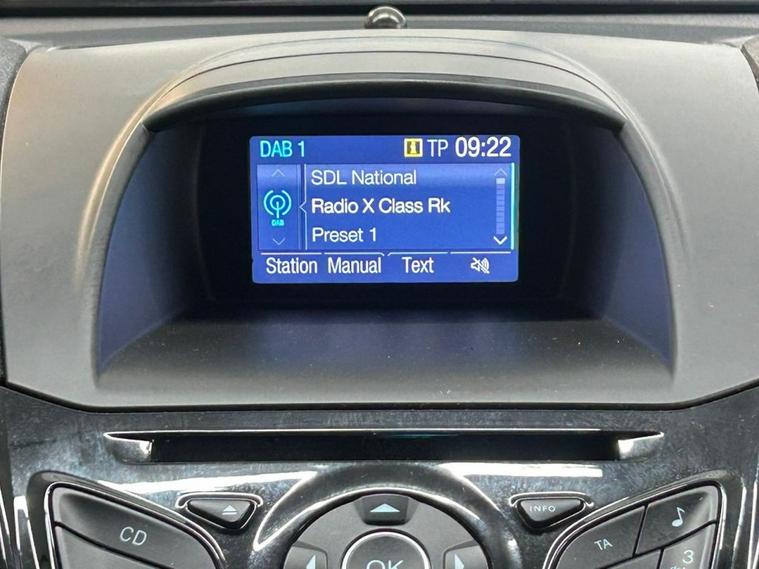 DAB 1 i TP 09:22
SDL National
Radio X Class Rk
DAB
Preset 1
Station Manual Text
INFO
CD
TA
OK
3